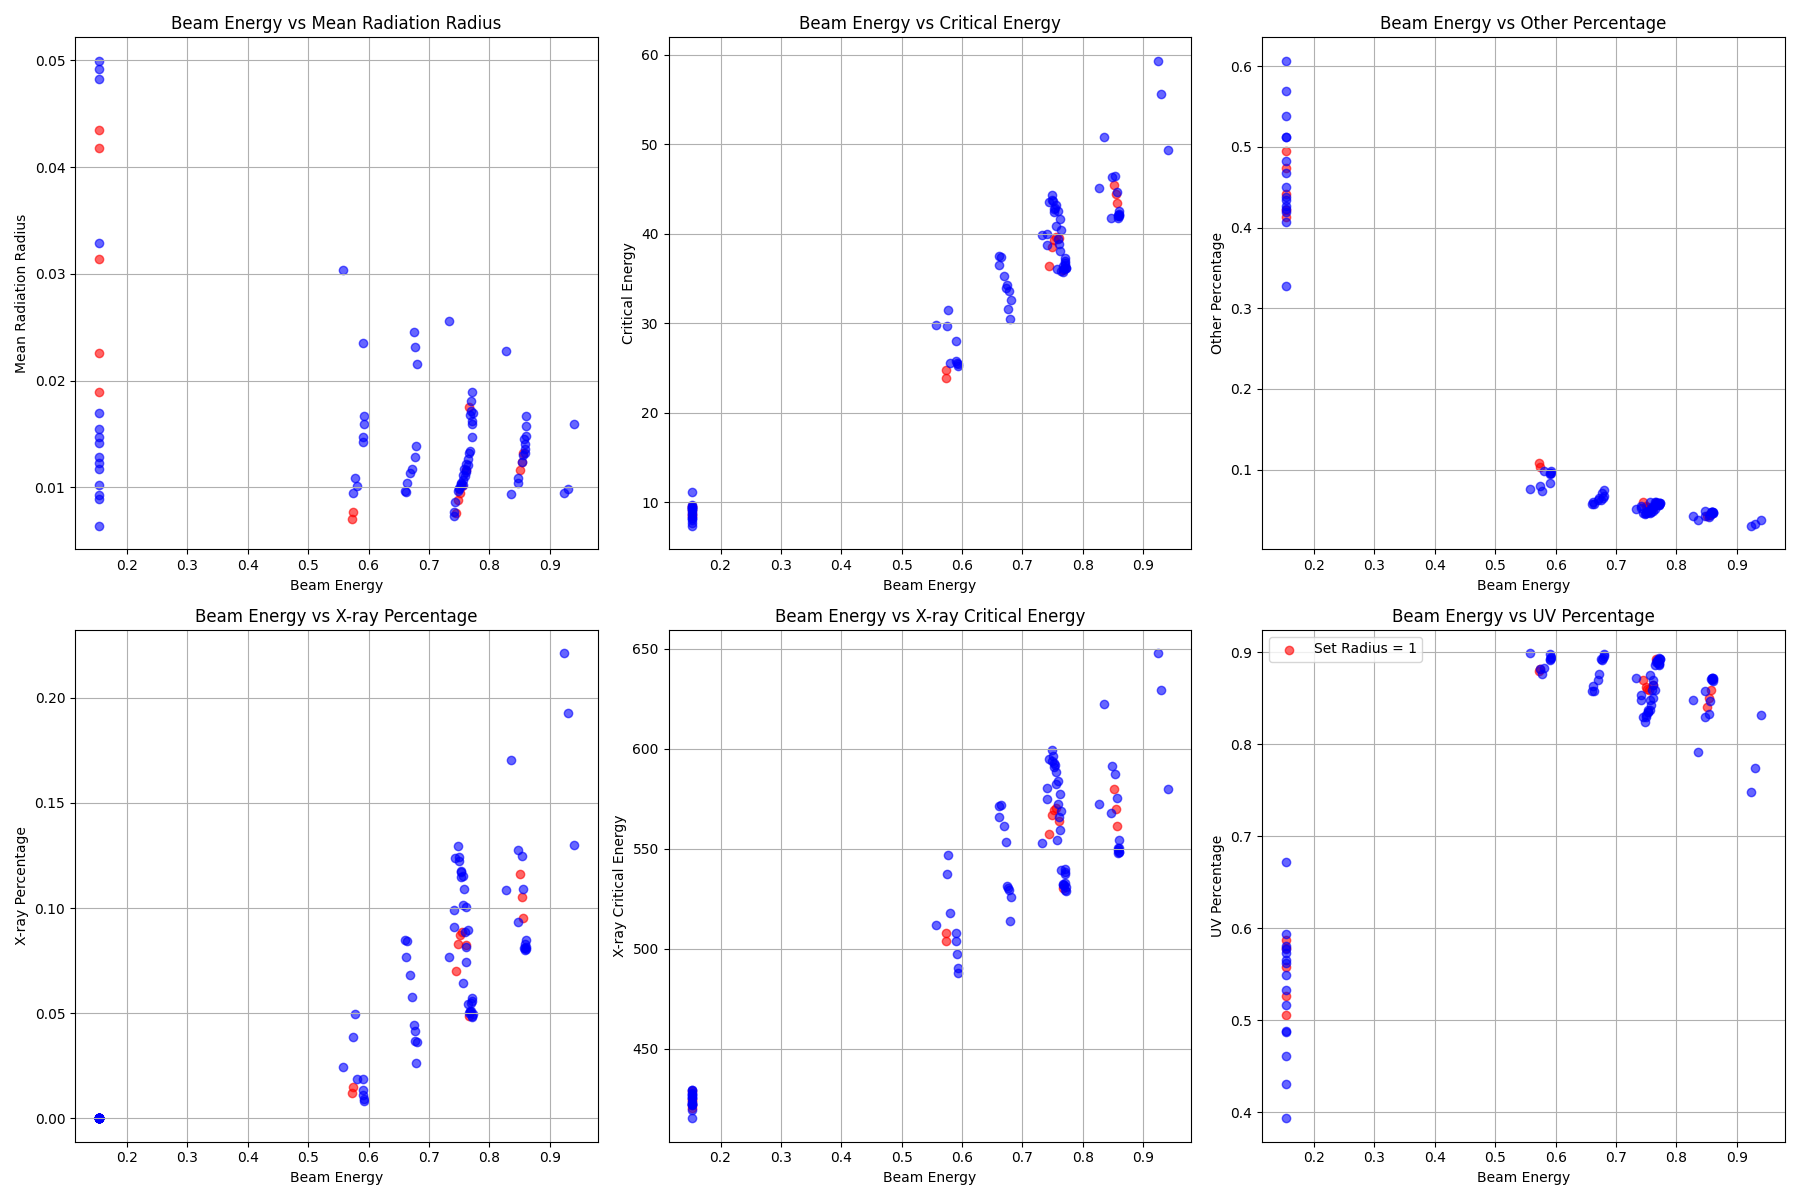 Beam Energy vs Mean Radiation Radius
Mean Radiation Radius
0.05
0.04
0.03
0.02
0.01
0.2 0.3 0.4 0.5 0.6 0.7 0.8 0.9
Beam Energy
Beam Energy vs Critical Energy
Critical Energy
60
50
40
30
20
10
0.2 0.3 0.4 0.5 0.6 0.7 0.8 0.9
Beam Energy
Beam Energy vs Other Percentage
Other Percentage
0.6
0.5
0.4
0.3
0.2
0.1
0.2 0.3 0.4 0.5 0.6 0.7 0.8 0.9
Beam Energy
Beam Energy vs X-ray Percentage
X-ray Percentage
0.20
0.15
0.10
0.05
0.00
0.2 0.3 0.4 0.5 0.6 0.7 0.8 0.9
Beam Energy
Beam Energy vs X-ray Critical Energy
X-ray Critical Energy
650
600
550
500
450
0.2 0.3 0.4 0.5 0.6 0.7 0.8 0.9
Beam Energy
Beam Energy vs UV Percentage
Set Radius = 1
UV Percentage
0.9
0.8
0.7
0.6
0.5
0.4
0.2 0.3 0.4 0.5 0.6 0.7 0.8 0.9
Beam Energy